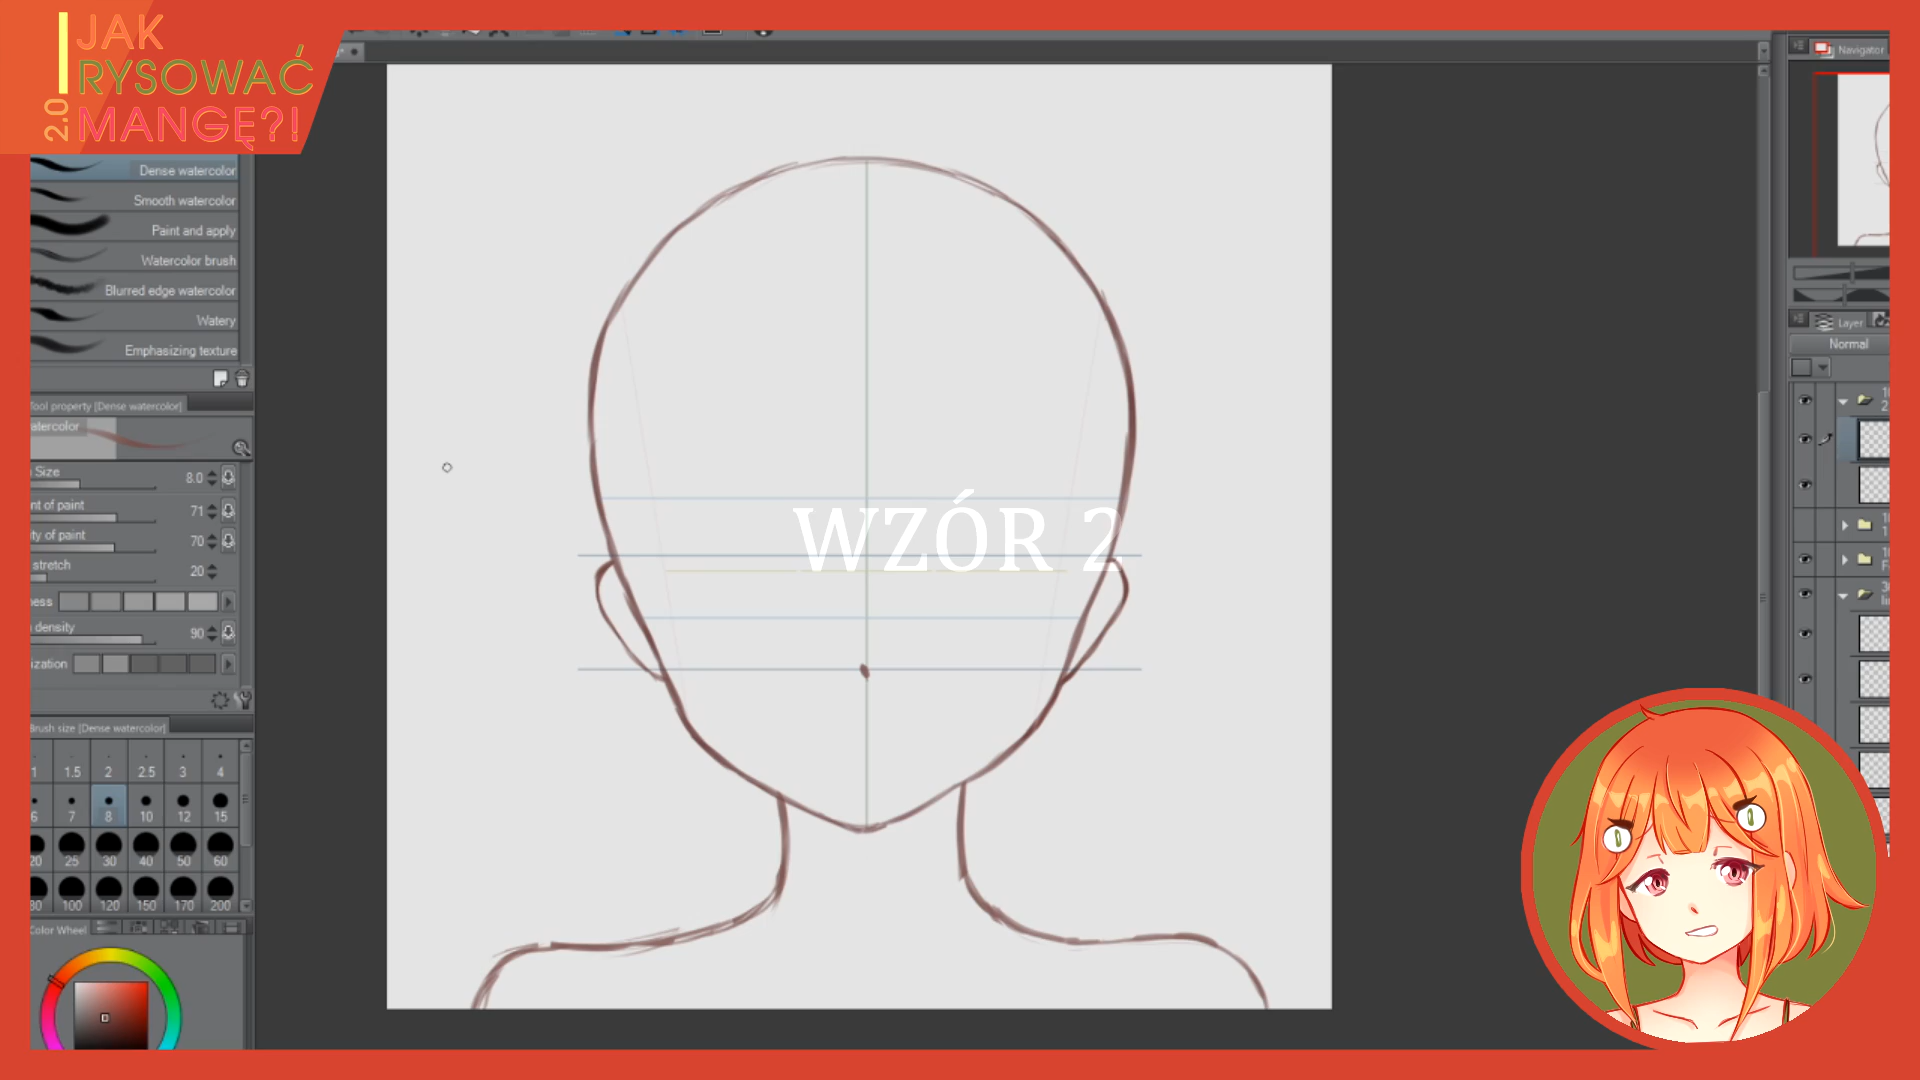 JAK
RYSOWAĆ
MANGĘ?!
2.0
Dense watercolor
Smooth watercolor
Paint and apply
Watercolor brush
Blurred edge watercolor
Watery
Emphasizing texture
Tool property [Dense watercolor]
atercolor
Size 8.0
nt of paint 71
ity of paint 70
stretch 20
ness
density 90
ization
Brush size [Dense watercolor]
1 1.5 2 2.5 3 4
6 7 8 10 12 15
20 25 30 40 50 60
80 100 120 150 170 200
Color Wheel
WZÓR 2
Navigator
Layer
Normal